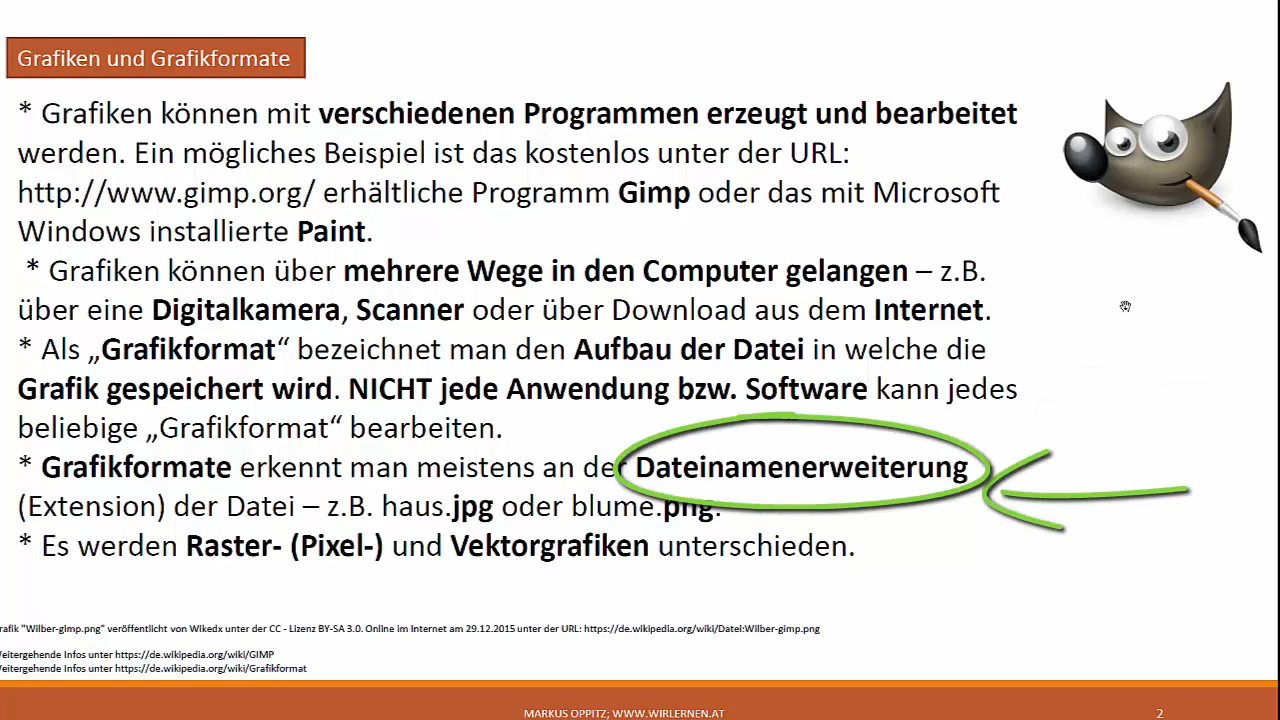 Grafiken und Grafikformate
* Grafiken können mit verschiedenen Programmen erzeugt und bearbeitet
werden. Ein mögliches Beispiel ist das kostenlos unter der URL:
http://www.gimp.org/ erhältliche Programm Gimp oder das mit Microsoft
Windows installierte Paint.
* Grafiken können über mehrere Wege in den Computer gelangen – z.B.
über eine Digitalkamera, Scanner oder über Download aus dem Internet.
* Als „Grafikformat“ bezeichnet man den Aufbau der Datei in welche die
Grafik gespeichert wird. NICHT jede Anwendung bzw. Software kann jedes
beliebige „Grafikformat“ bearbeiten.
* Grafikformate erkennt man meistens an der Dateinamenerweiterung
(Extension) der Datei – z.B. haus.jpg oder blume.png.
* Es werden Raster- (Pixel-) und Vektorgrafiken unterschieden.
rafik "Wilber-gimp.png" veröffentlicht von Wikedx unter der CC - Lizenz BY-SA 3.0. Online im Internet am 29.12.2015 unter der URL: https://de.wikipedia.org/wiki/Datei:Wilber-gimp.png
eitergehende Infos unter https://de.wikipedia.org/wiki/GIMP
eitergehende Infos unter https://de.wikipedia.org/wiki/Grafikformat
MARKUS OPPITZ; WWW.WIRLERNEN.AT
2